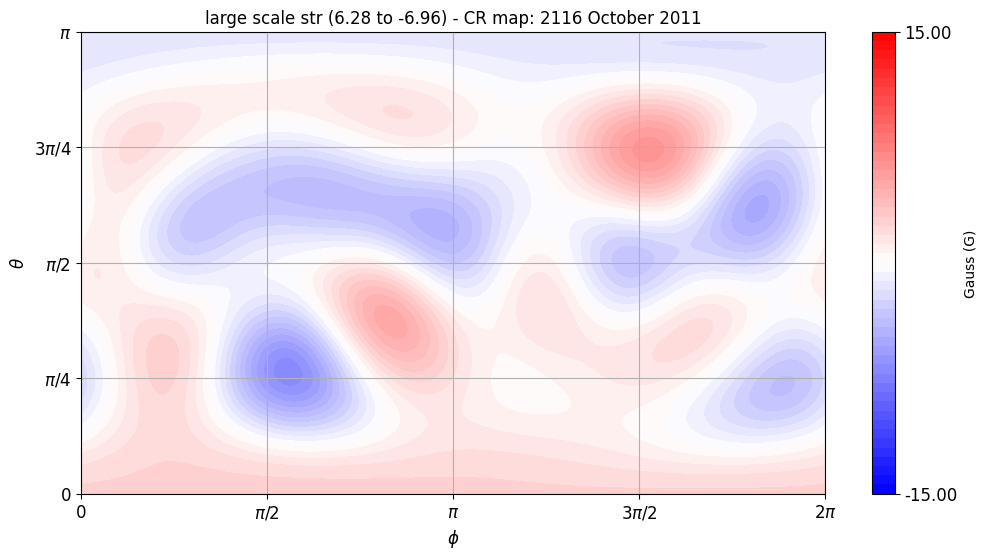 large scale str (6.28 to -6.96) - CR map: 2116 October 2011
π
3π/4
π/2
π/4
0
θ
0
π/2
π
3π/2
2π
ϕ
15.00
-15.00
Gauss (G)